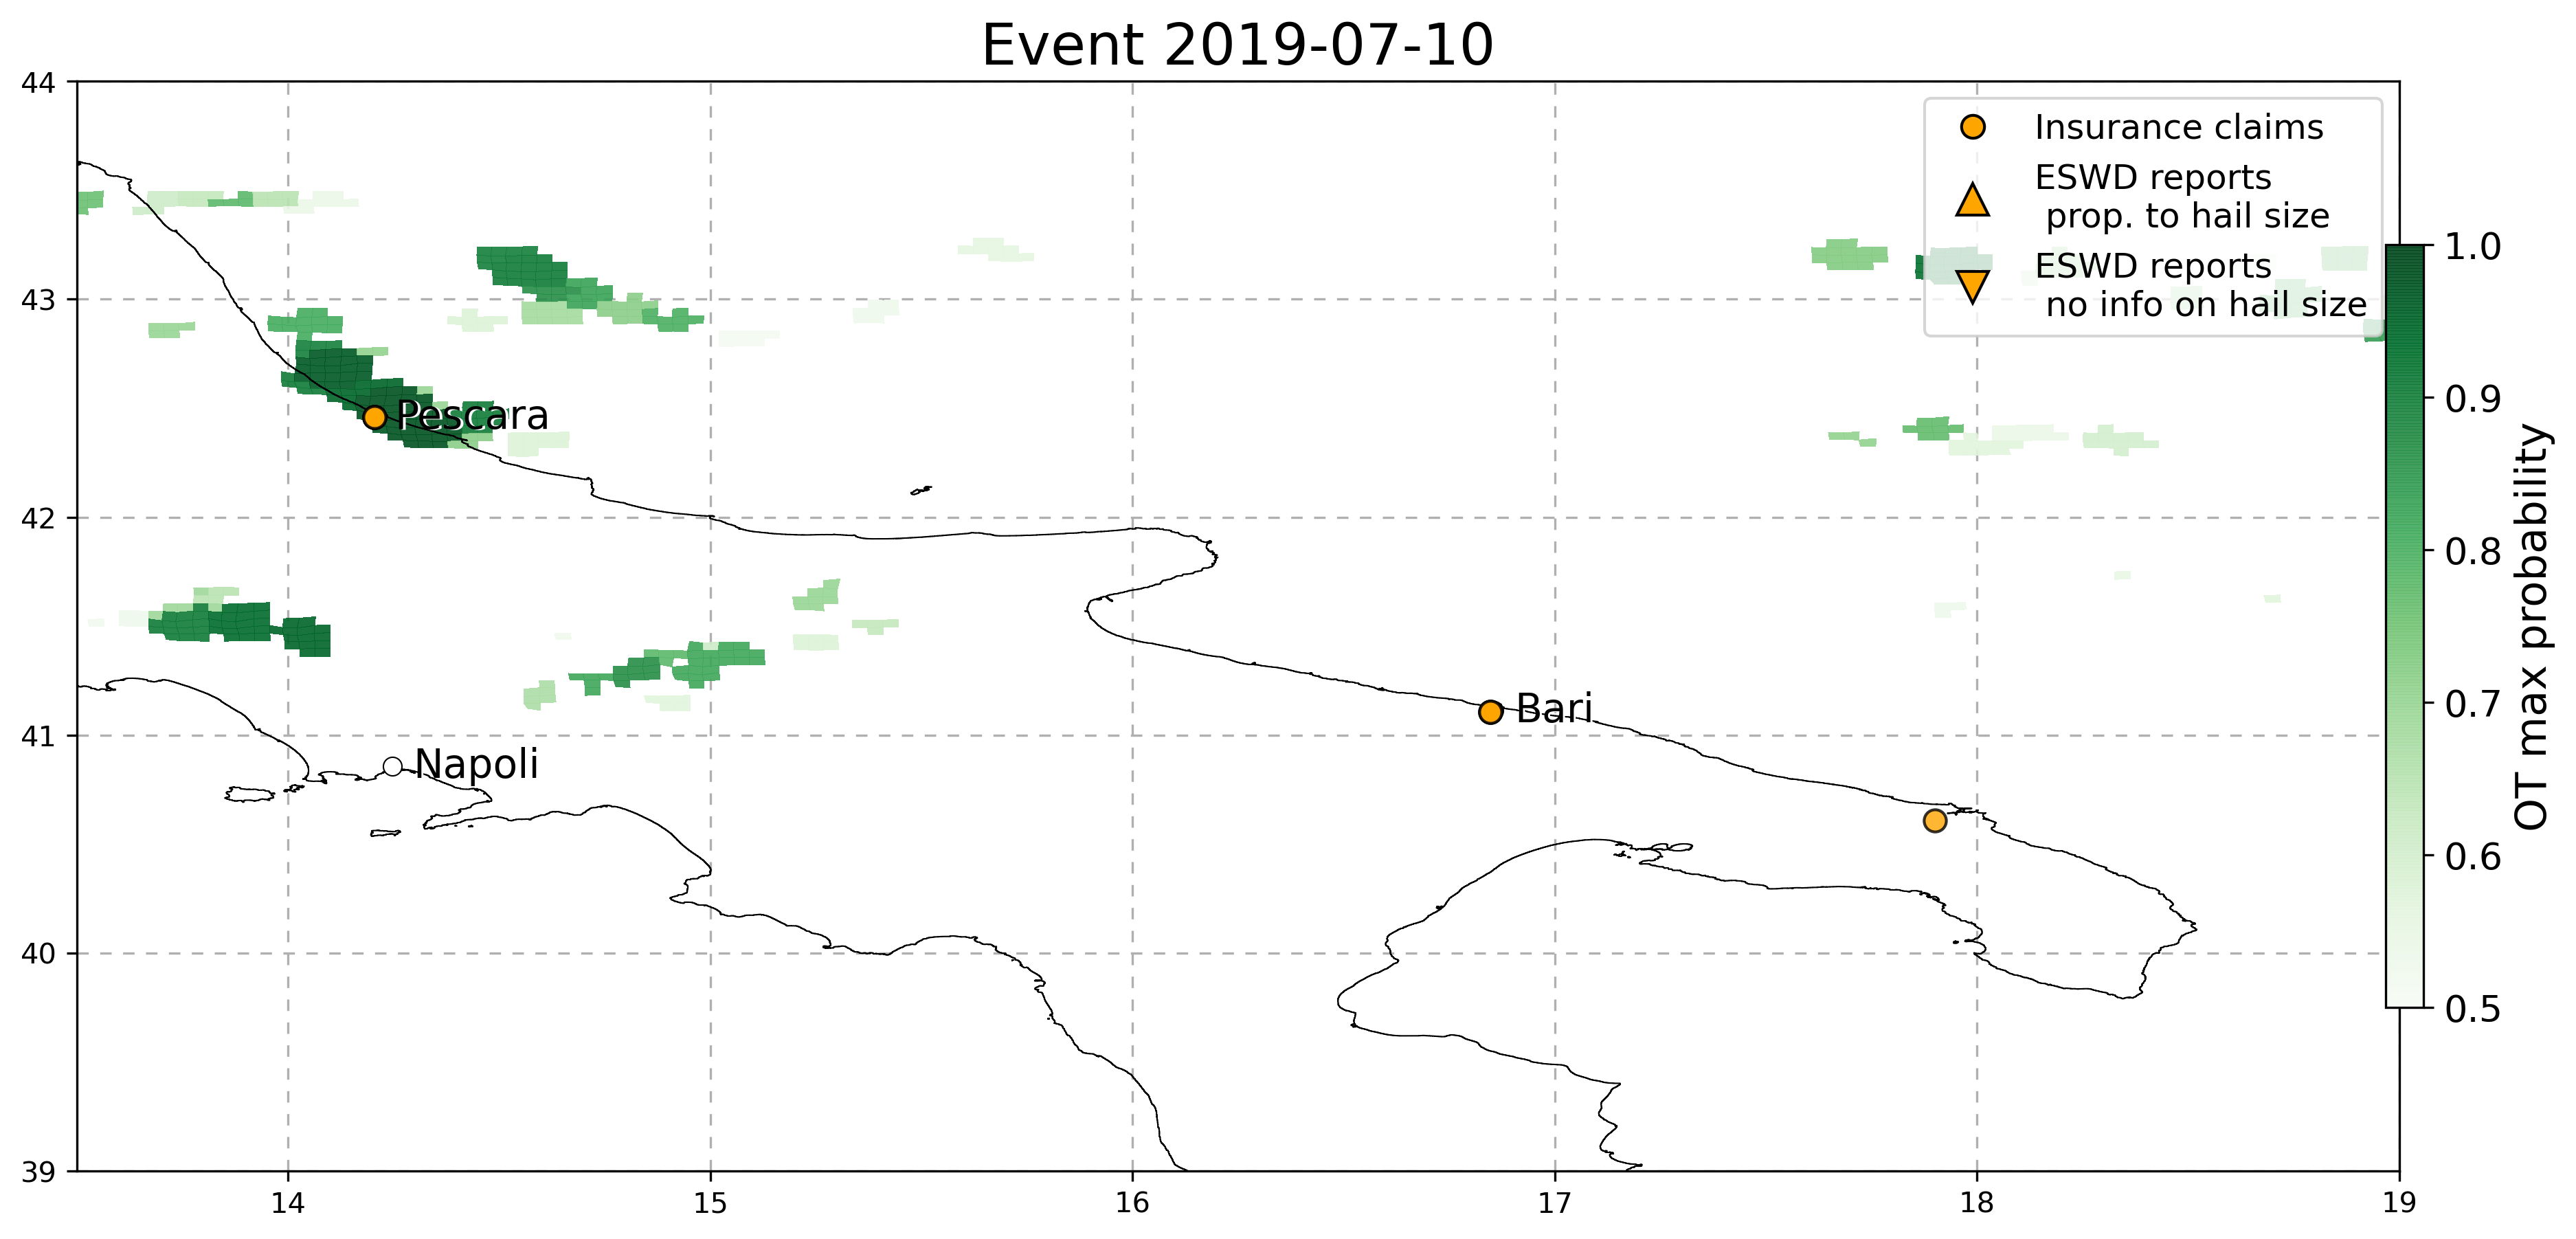 Event 2019-07-10
44
43
42
41
40
39
14
15
16
17
18
19
Insurance claims
ESWD reports
prop. to hail size
ESWD reports
no info on hail size
Pescara
Bari
Napoli
1.0
0.9
0.8
0.7
0.6
0.5
OT max probability